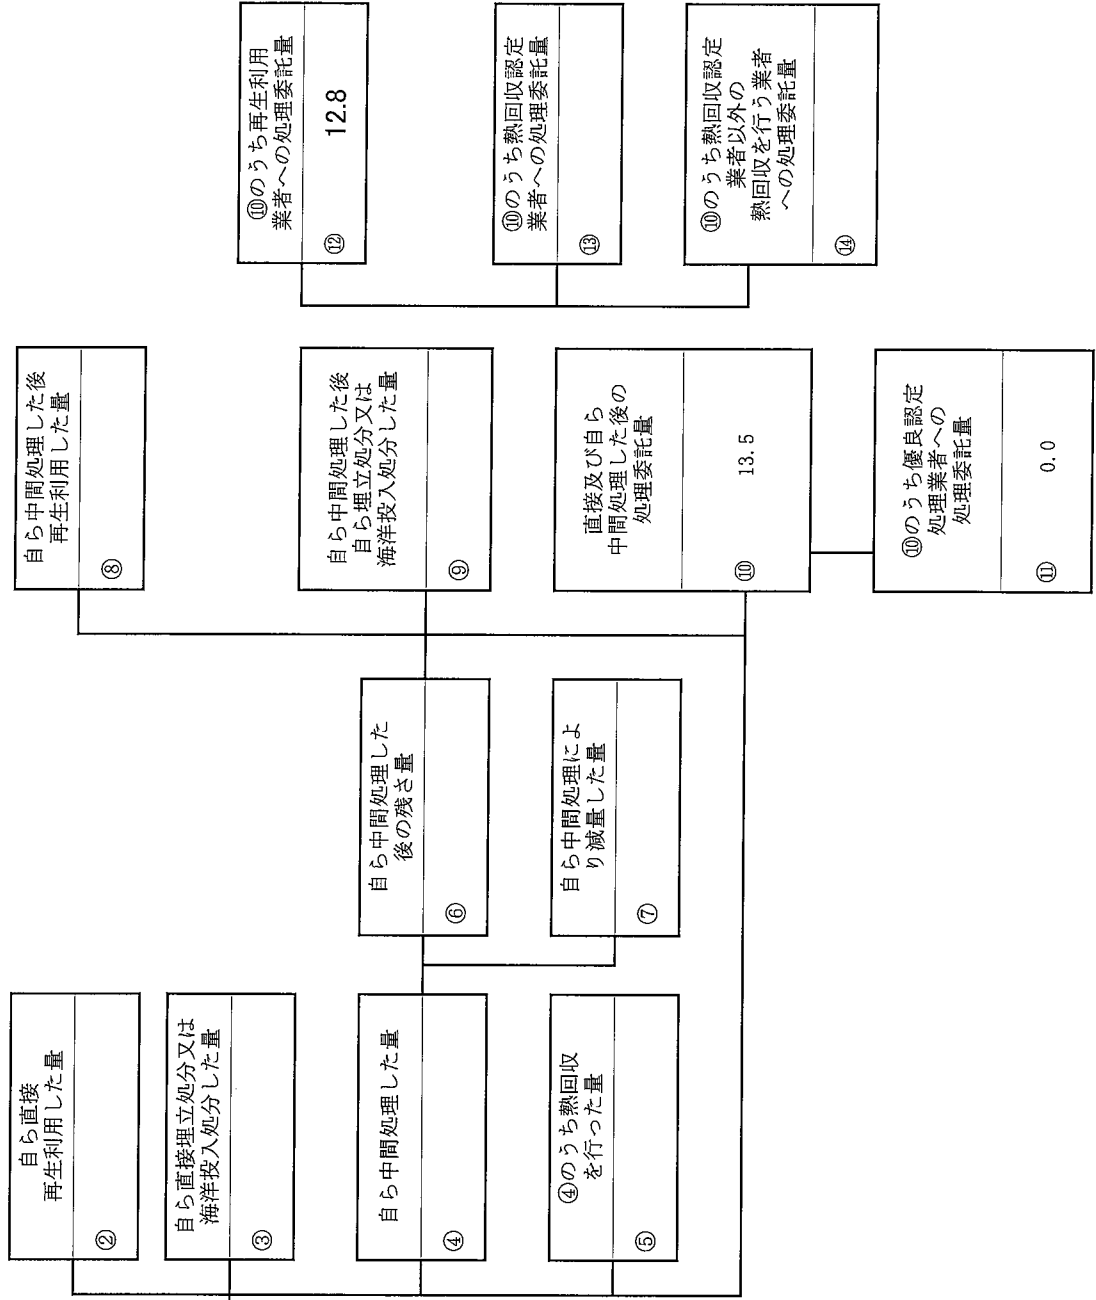 自ら直接
再生利用した量
②
自ら直接埋立処分又は
海洋投入処分した量
③
自ら中間処理した量
④
④のうち熱回収
を行った量
⑤
自ら中間処理した
後の残さ量
⑥
自ら中間処理によ
り減量した量
⑦
自ら中間処理した後
再生利用した量
⑧
自ら中間処理した後
自ら埋立処分又は
海洋投入処分した量
⑨
直接及び自ら
中間処理した後の
処理委託量
⑩
13.5
⑩のうち優良認定
処理業者への
処理委託量
⑪
0.0
⑩のうち再生利用
業者への処理委託量
⑫
12.8
⑩のうち熱回収認定
業者への処理委託量
⑬
⑩のうち熱回収認定
業者以外の
熱回収を行う業者
への処理委託量
⑭